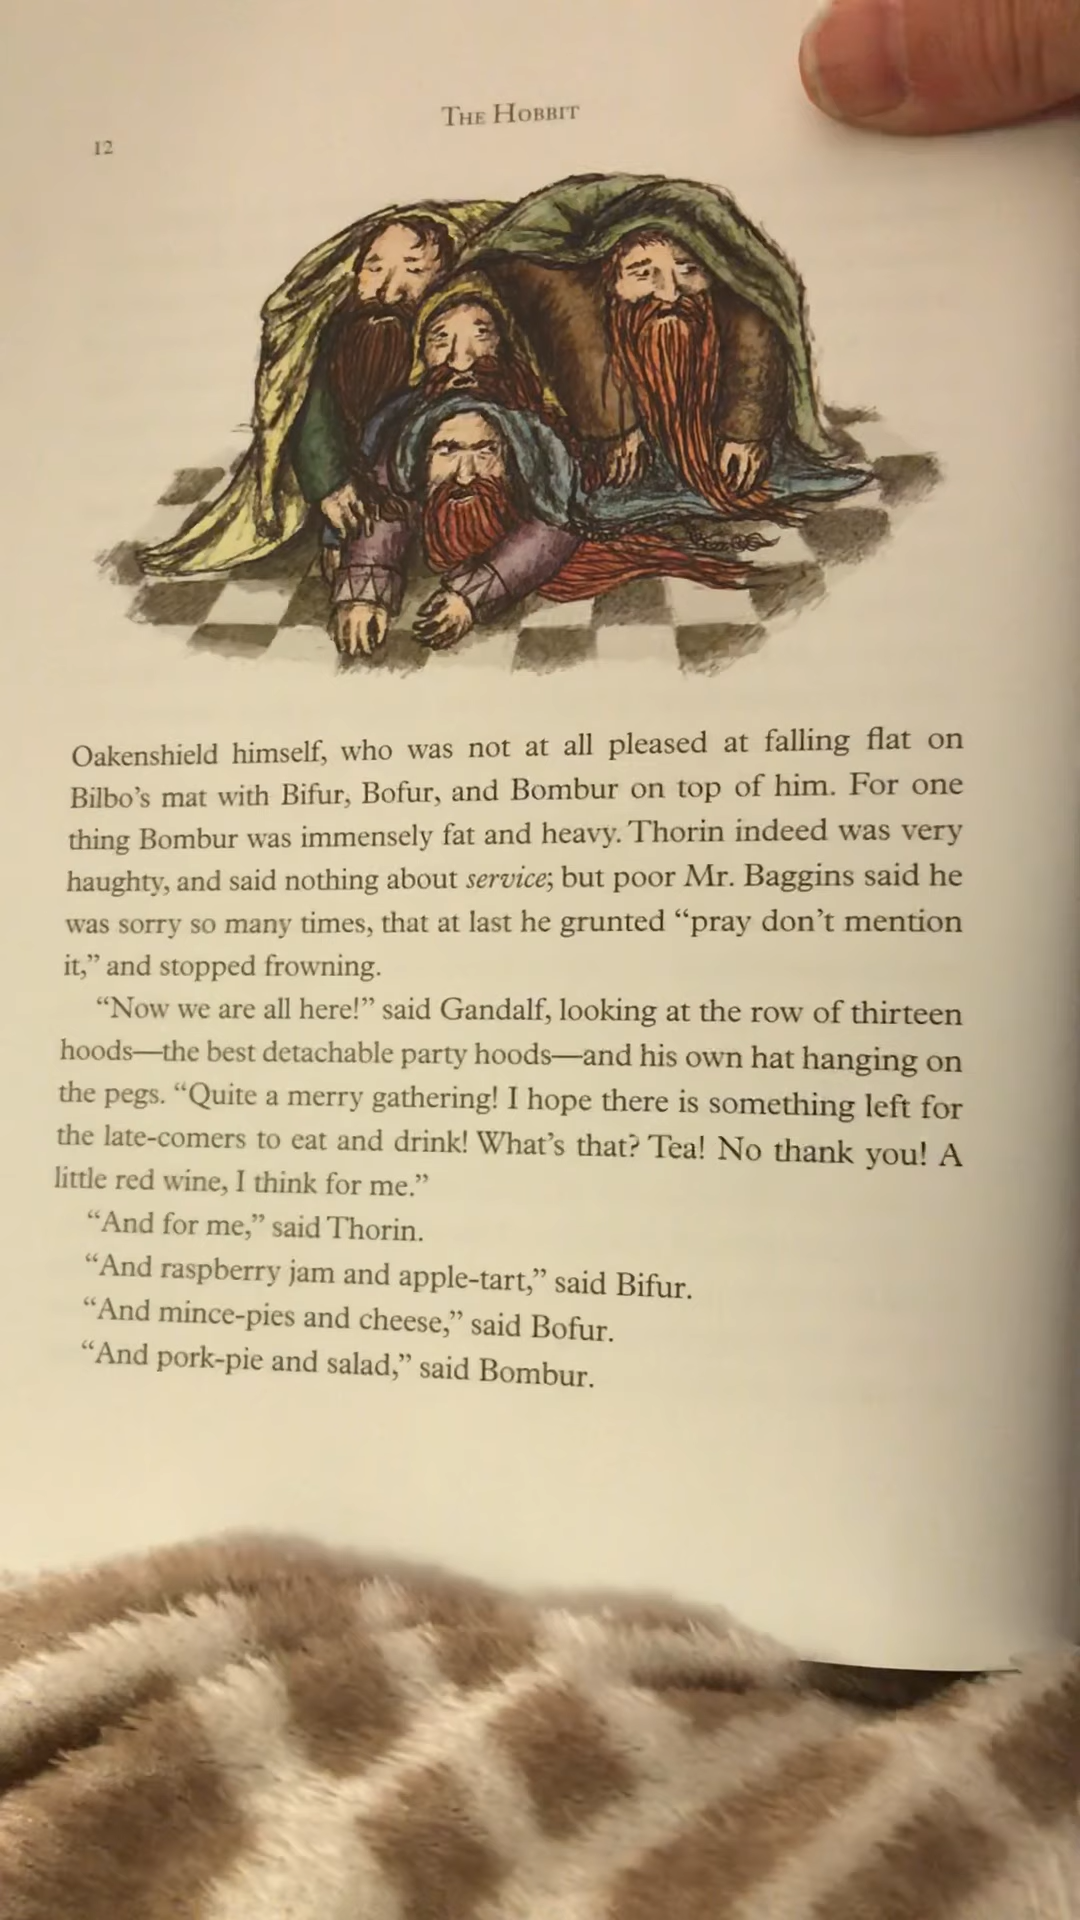 The Hobbit
12
Oakenshield himself, who was not at all pleased at falling flat on
Bilbo’s mat with Bifur, Bofur, and Bombur on top of him. For one
thing Bombur was immensely fat and heavy. Thorin indeed was very
haughty, and said nothing about service; but poor Mr. Baggins said he
was sorry so many times, that at last he grunted “pray don’t mention
it,” and stopped frowning.
“Now we are all here!” said Gandalf, looking at the row of thirteen
hoods—the best detachable party hoods—and his own hat hanging on
the pegs. “Quite a merry gathering! I hope there is something left for
the late-comers to eat and drink! What’s that? Tea! No thank you! A
little red wine, I think for me.”
“And for me,” said Thorin.
“And raspberry jam and apple-tart,” said Bifur.
“And mince-pies and cheese,” said Bofur.
“And pork-pie and salad,” said Bombur.